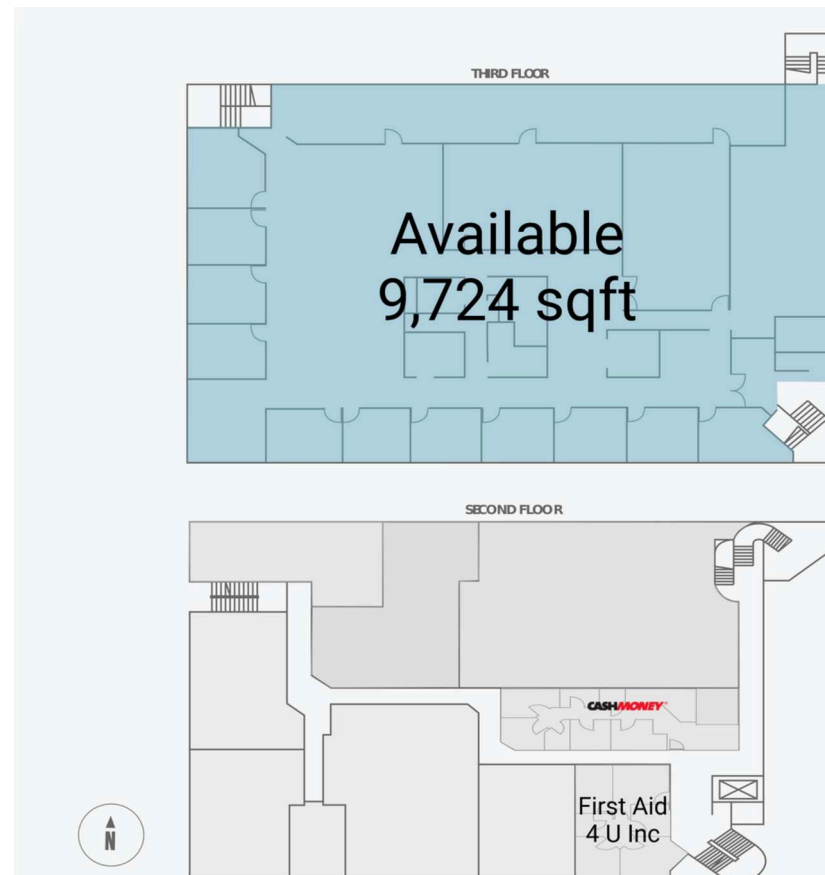 THIRD FLOOR
Available
9,724 sqft
SECOND FLOOR
CASHMONEY
First Aid
4 U Inc
N